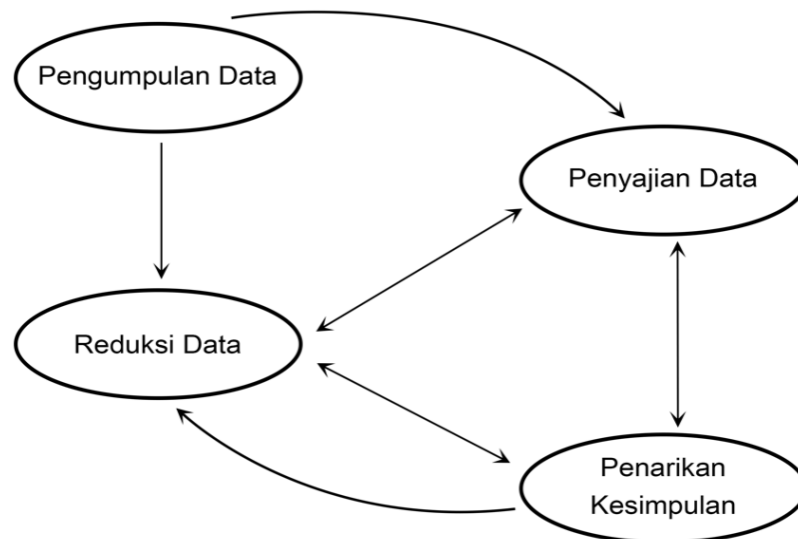 Pengumpulan Data
Penyajian Data
Reduksi Data
Penarikan
Kesimpulan